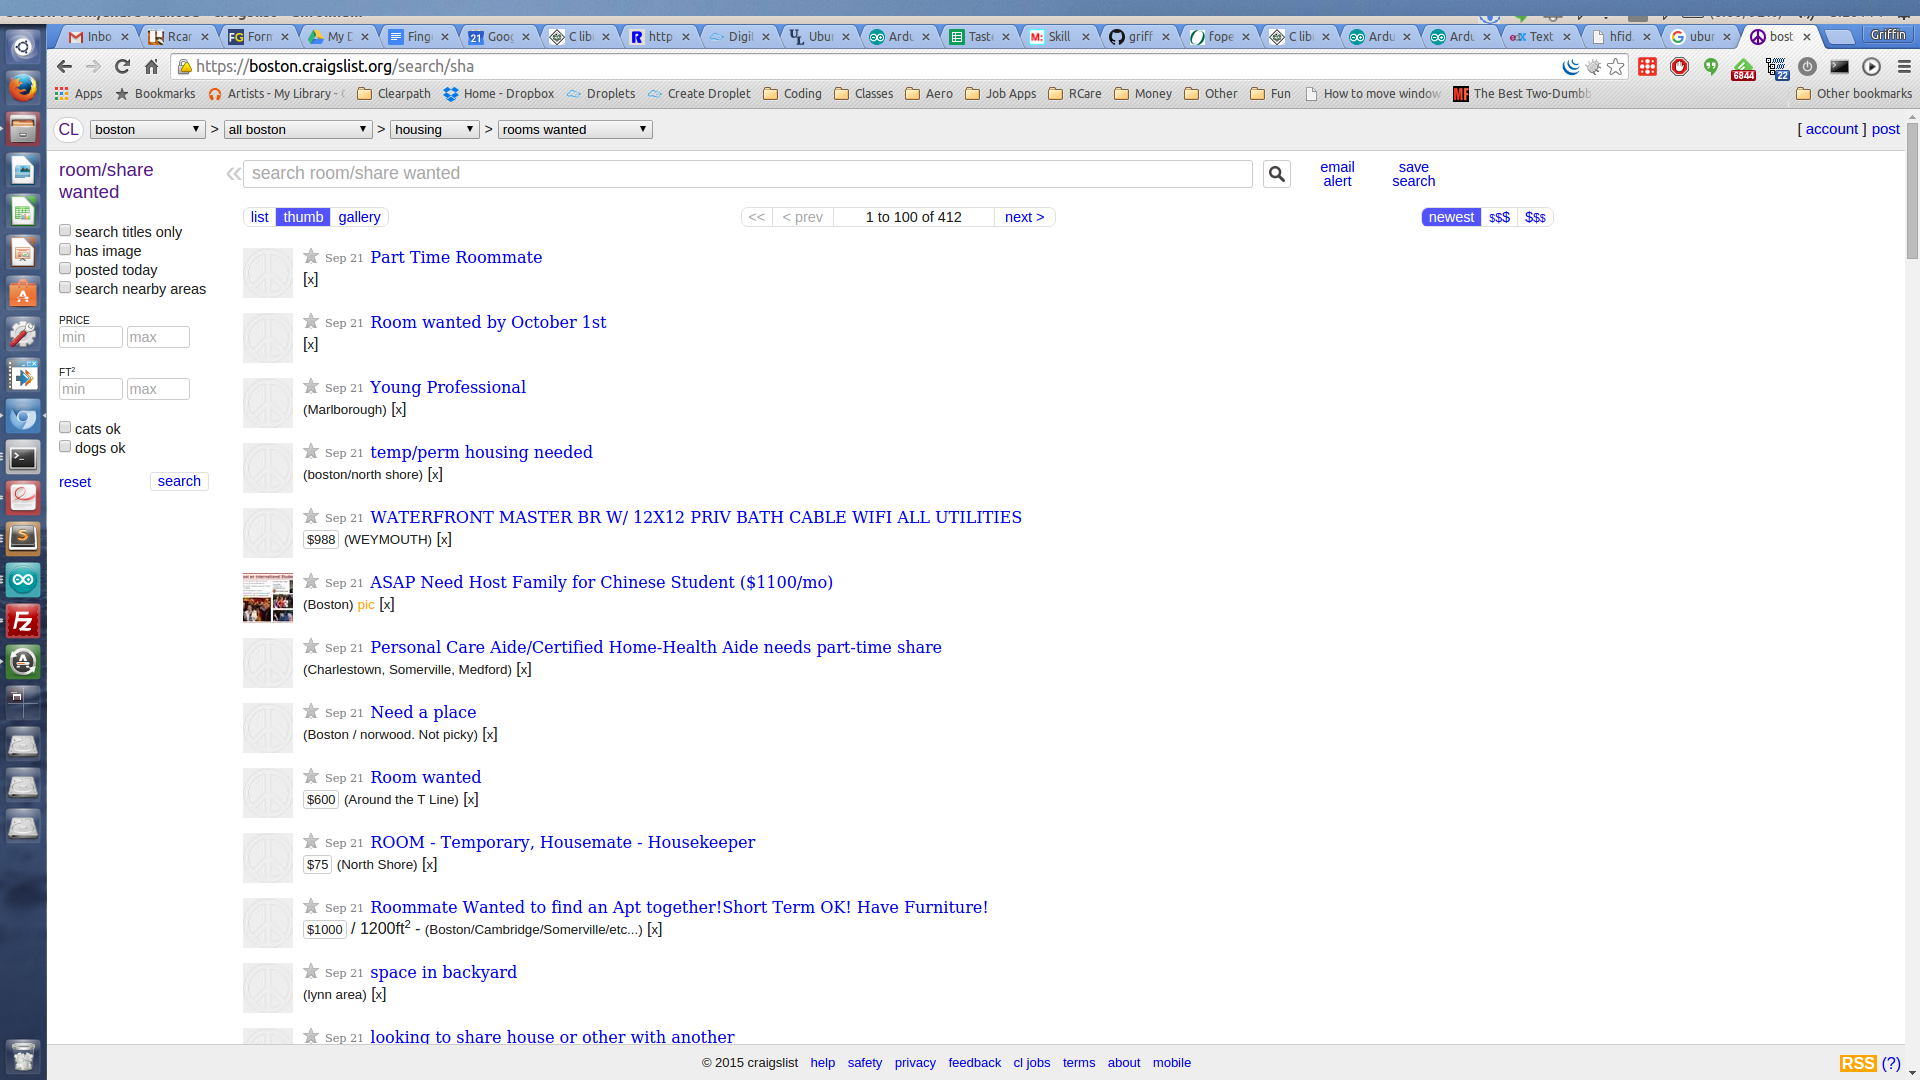 Inbo
Rcar
Forn
My D
Finge
Goog
C lib
http
Digit
Ubur
Ardu
Taste
Skill
griff
fope
C lib
Ardu
Ardu
Text
hfid.
ubur
bost
Griffin
https://boston.craigslist.org/search/sha
6844
22
Apps
Bookmarks
Artists - My Library -
Clearpath
Home - Dropbox
Droplets
Create Droplet
Coding
Classes
Aero
Job Apps
RCare
Money
Other
Fun
How to move window
The Best Two-Dumbb
Other bookmarks
CL boston > all boston > housing > rooms wanted
[ account ] post
room/share
wanted
search titles only
has image
posted today
search nearby areas
PRICE
min max
FT2
min max
cats ok
dogs ok
reset search
« search room/share wanted
email
alert
save
search
list thumb gallery
<< < prev 1 to 100 of 412 next >
newest $$$ $$$
Sep 21 Part Time Roommate
[x]
Sep 21 Room wanted by October 1st
[x]
Sep 21 Young Professional
(Marlborough) [x]
Sep 21 temp/perm housing needed
(boston/north shore) [x]
Sep 21 WATERFRONT MASTER BR W/ 12X12 PRIV BATH CABLE WIFI ALL UTILITIES
$988 (WEYMOUTH) [x]
Sep 21 ASAP Need Host Family for Chinese Student ($1100/mo)
(Boston) pic [x]
Sep 21 Personal Care Aide/Certified Home-Health Aide needs part-time share
(Charlestown, Somerville, Medford) [x]
Sep 21 Need a place
(Boston / norwood. Not picky) [x]
Sep 21 Room wanted
$600 (Around the T Line) [x]
Sep 21 ROOM - Temporary, Housemate - Housekeeper
$75 (North Shore) [x]
Sep 21 Roommate Wanted to find an Apt together!Short Term OK! Have Furniture!
$1000 / 1200ft2 - (Boston/Cambridge/Somerville/etc...) [x]
Sep 21 space in backyard
(lynn area) [x]
Sep 21 looking to share house or other with another
© 2015 craigslist help safety privacy feedback cl jobs terms about mobile
RSS (?)